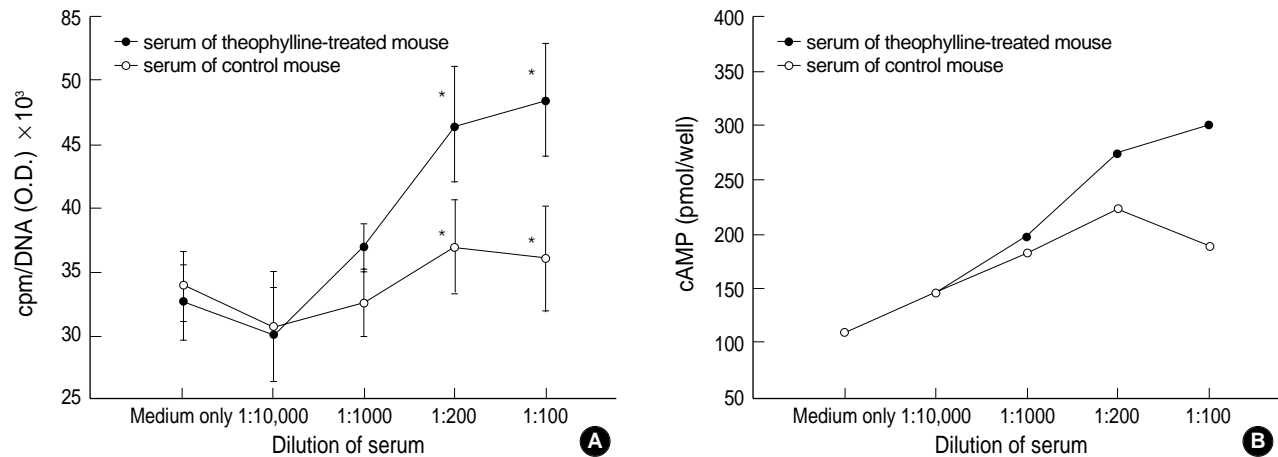 85
50
45
40
35
30
25
cpm/DNA (O.D.) × 10³
serum of theophylline-treated mouse
serum of control mouse
*
*
*
*
Medium only 1:10,000 1:1000 1:200 1:100
Dilution of serum
A
400
350
300
250
200
150
100
50
cAMP (pmol/well)
serum of theophylline-treated mouse
serum of control mouse
Medium only 1:10,000 1:1000 1:200 1:100
Dilution of serum
B